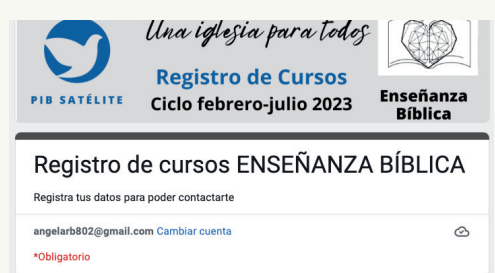 Una iglesia para todos
Registro de Cursos
PIB SATÉLITE
Ciclo febrero-julio 2023
Enseñanza
Bíblica
Registro de cursos ENSEÑANZA BÍBLICA
Registra tus datos para poder contactarte
angelarb802@gmail.com Cambiar cuenta
*Obligatorio